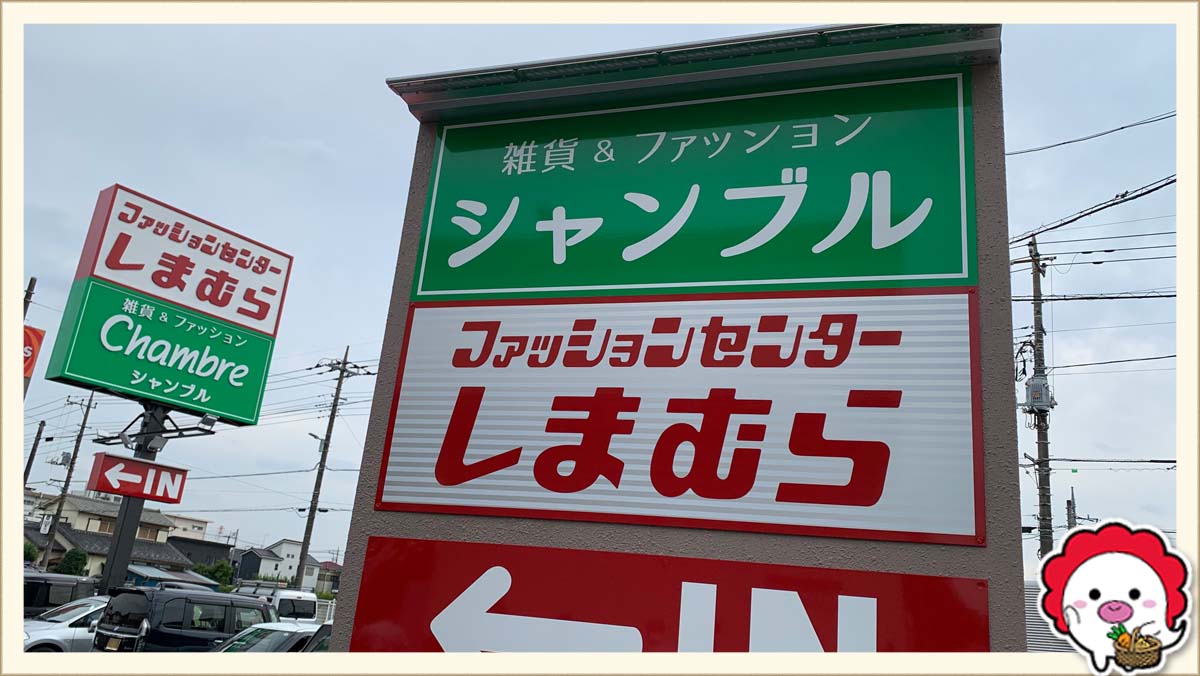 ファッションセンター
しまむら
雑貨 & ファッション
Chambre
シャンブル
←IN
雑貨 & ファッション
シャンブル
ファッションセンター
しまむら
←IN